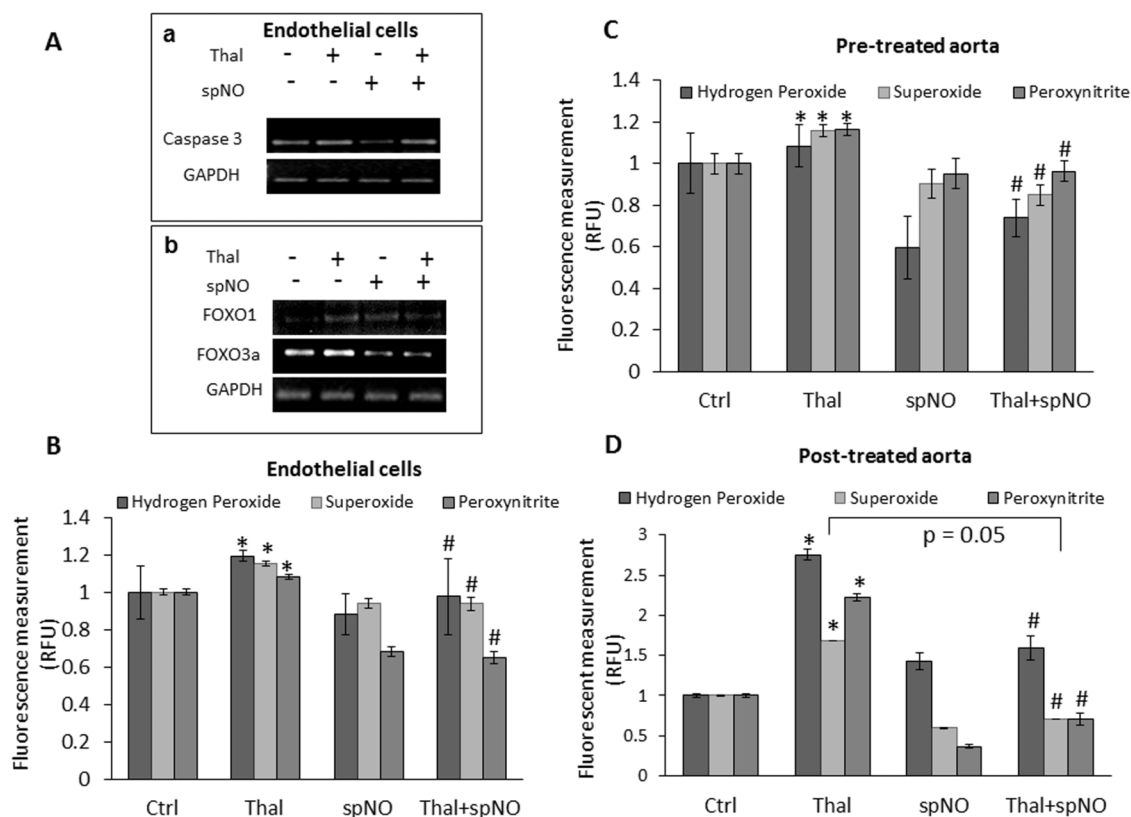 A
a
Endothelial cells
Thal - + - +
spNO - - + +
Caspase 3
GAPDH
b
Thal - + - +
spNO - - + +
FOXO1
FOXO3a
GAPDH
B
Endothelial cells
Hydrogen Peroxide Superoxide Peroxynitrite
Fluorescence measurement
(RFU)
1.4
1.2
1
0.8
0.6
0.4
0.2
0
* * *
# # #
Ctrl Thal spNO Thal+spNO
C
Pre-treated aorta
Hydrogen Peroxide Superoxide Peroxynitrite
Fluorescence measurement
(RFU)
1.4
1.2
1
0.8
0.6
0.4
0.2
0
* * *
# # #
Ctrl Thal spNO Thal+spNO
D
Post-treated aorta
Hydrogen Peroxide Superoxide Peroxynitrite
Fluorescent measurement
(RFU)
3
2.5
2
1.5
1
0.5
0
p = 0.05
* * *
# # #
Ctrl Thal spNO Thal+spNO